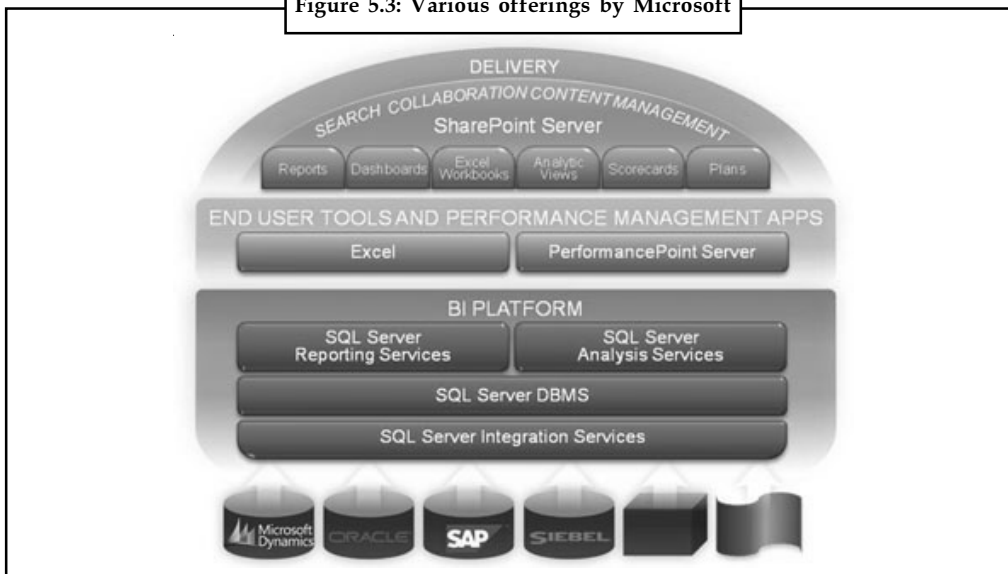 Figure 5.3: Various offerings by Microsoft
DELIVERY
SEARCH COLLABORATION CONTENT MANAGEMENT
SharePoint Server
Reports
Dashboards
Excel
Workbooks
Analytic
Views
Scorecards
Plans
END USER TOOLS AND PERFORMANCE MANAGEMENT APPS
Excel
PerformancePoint Server
BI PLATFORM
SQL Server
Reporting Services
SQL Server
Analysis Services
SQL Server DBMS
SQL Server Integration Services
Microsoft
Dynamics
ORACLE
SAP
SIEBEL